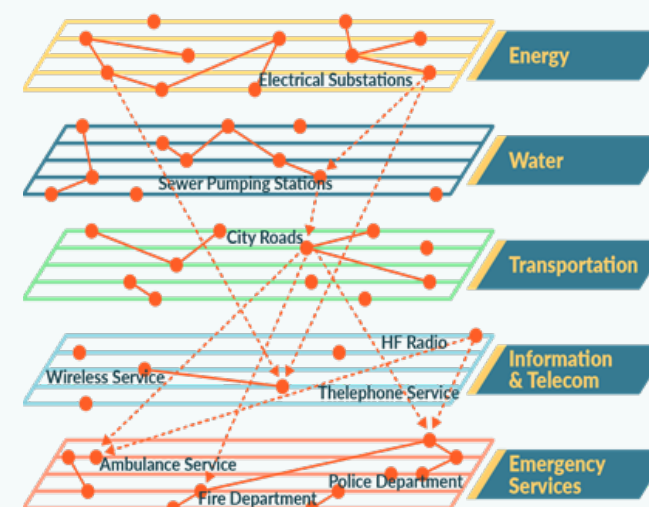 Energy
Electrical Substations
Water
Sewer Pumping Stations
City Roads
Transportation
HF Radio
Information
& Telecom
Wireless Service
Thelephone Service
Emergency
Services
Ambulance Service
Police Department
Fire Department